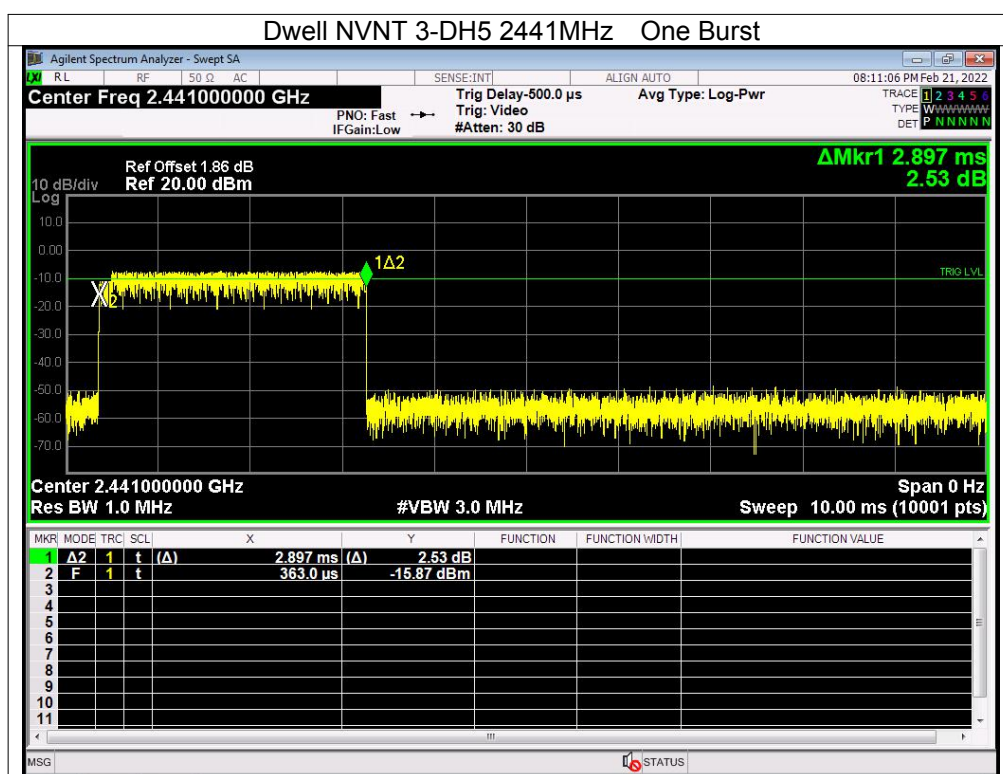 Dwell NVNT 3-DH5 2441MHz One Burst
Agilent Spectrum Analyzer - Swept SA
LXI RL RF 50 Ω AC SENSE:INT ALIGN AUTO 08:11:06 PM Feb 21, 2022
Center Freq 2.441000000 GHz Trig Delay-500.0 µs Avg Type: Log-Pwr TRACE 1 2 3 4 5 6
PNO: Fast Trig: Video TYPE WWWWWW
IFGain:Low #Atten: 30 dB DET P N N N N N
ΔMkr1 2.897 ms
2.53 dB
Ref Offset 1.86 dB
10 dB/div Ref 20.00 dBm
Log
10.0
0.00
-10.0
-20.0
-30.0
-40.0
-50.0
-60.0
-70.0
1Δ2
2
TRIG LVL
Center 2.441000000 GHz Span 0 Hz
Res BW 1.0 MHz #VBW 3.0 MHz Sweep 10.00 ms (10001 pts)
MKR MODE TRC SCL X Y FUNCTION FUNCTION WIDTH FUNCTION VALUE
1 Δ2 1 t (Δ) 2.897 ms (Δ) 2.53 dB
2 F 1 t 363.0 µs -15.87 dBm
3
4
5
6
7
8
9
10
11
MSG STATUS